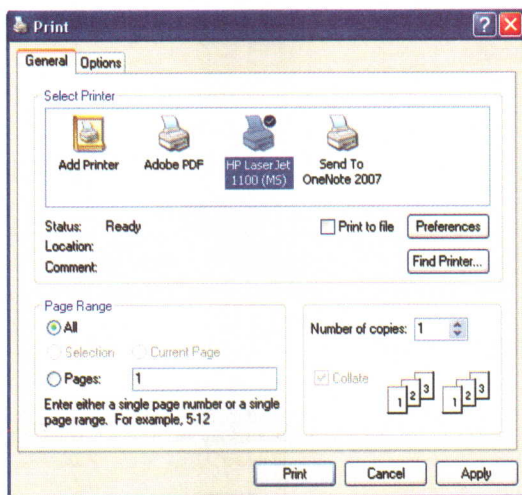 Print
General
Options
Select Printer
Add Printer
Adobe PDF
HP LaserJet
1100 (MS)
Send To
OneNote 2007
Status: Ready
Print to file
Preferences
Location:
Comment:
Find Printer...
Page Range
All
Selection
Current Page
Pages: 1
Enter either a single page number or a single
page range. For example, 5-12
Number of copies: 1
Collate
1 2 3 1 2 3
Print
Cancel
Apply